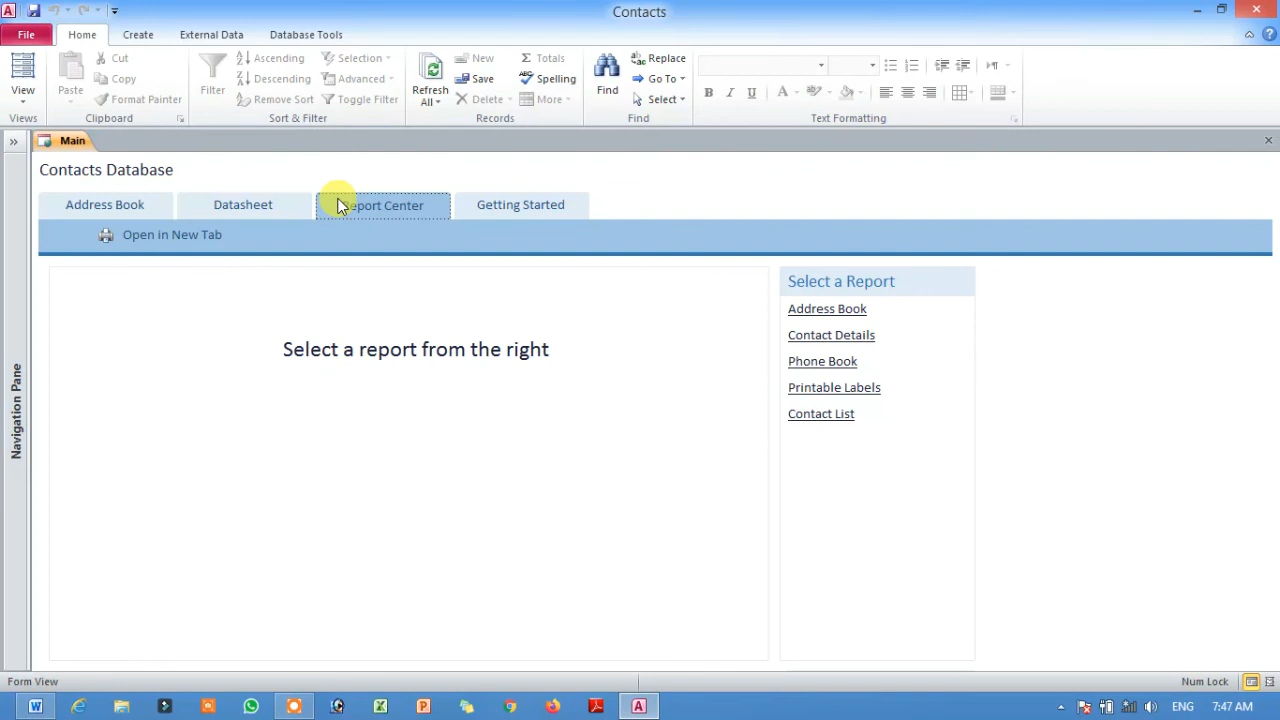 Contacts
File Home Create External Data Database Tools
View
Views
Paste
Cut
Copy
Format Painter
Clipboard
Filter
Ascending
Descending
Remove Sort
Selection
Advanced
Toggle Filter
Sort & Filter
Refresh
All
New
Save
Delete
Totals
Spelling
More
Records
Find
Replace
Go To
Select
Find
B I U A
Text Formatting
Main
Contacts Database
Address Book Datasheet Report Center Getting Started
Open in New Tab
Navigation Pane
Select a report from the right
Select a Report
Address Book
Contact Details
Phone Book
Printable Labels
Contact List
Form View
Num Lock
ENG 7:47 AM